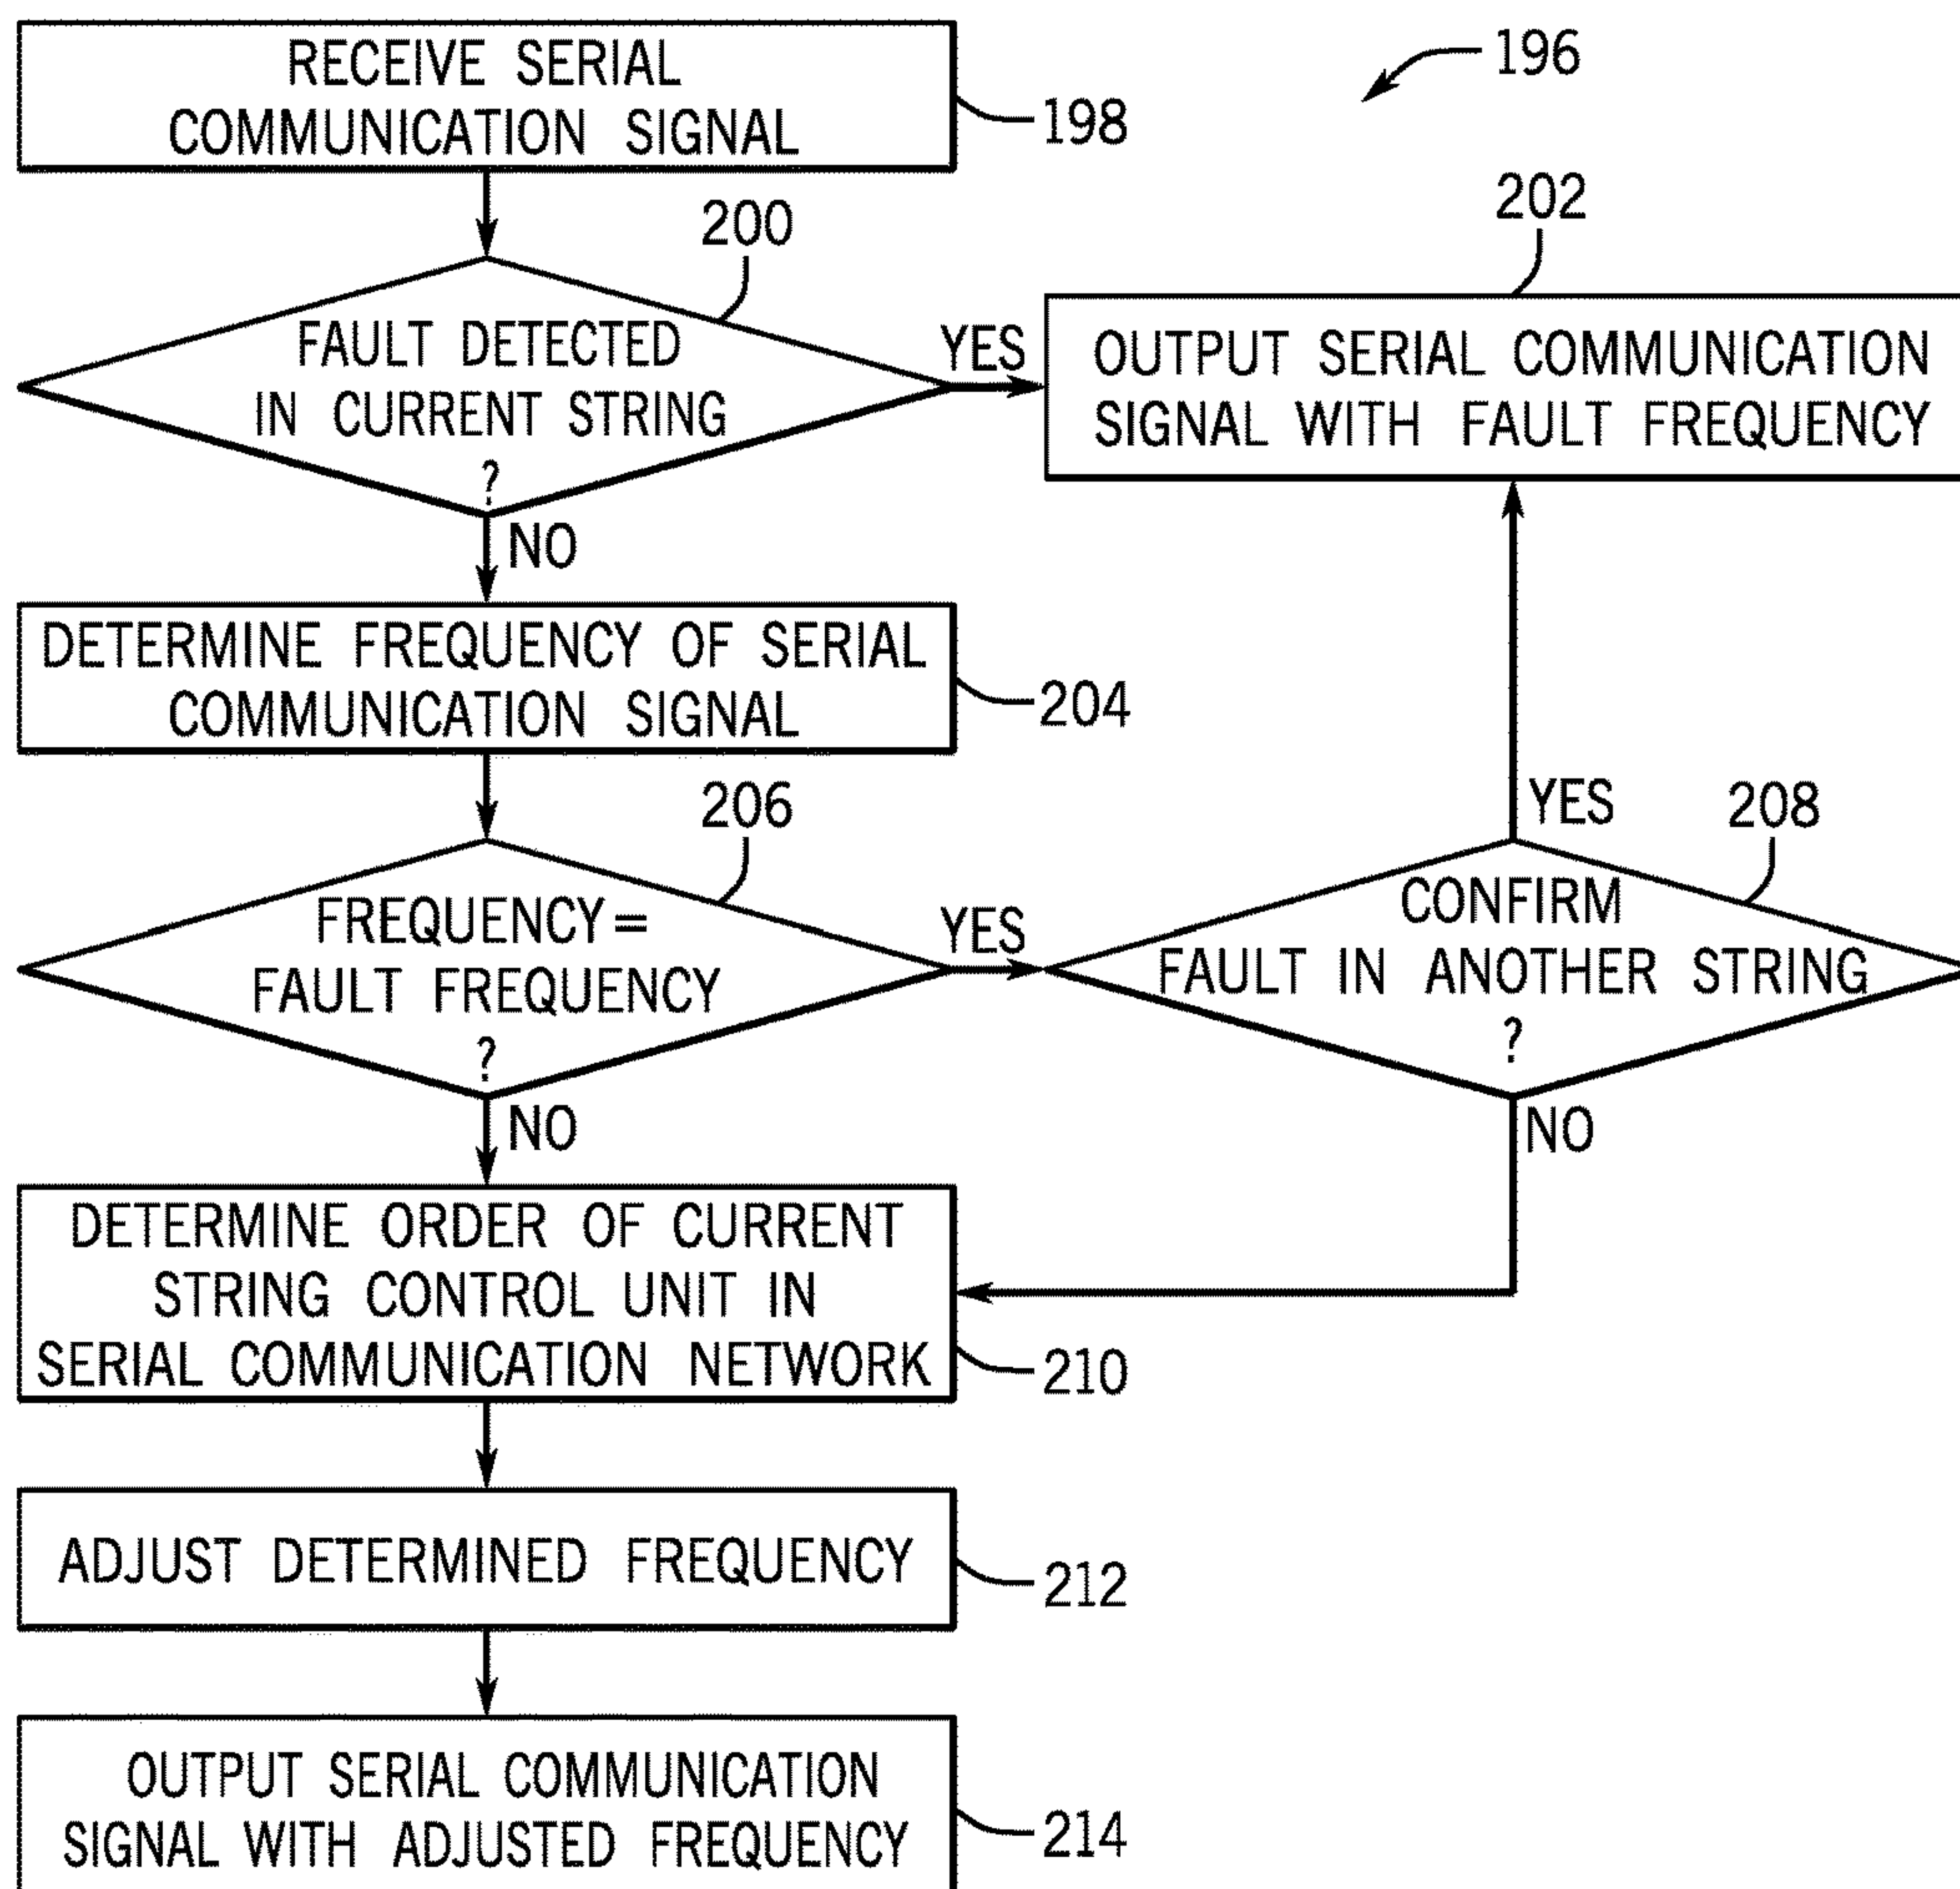 RECEIVE SERIAL
COMMUNICATION SIGNAL
198
196
200
FAULT DETECTED
IN CURRENT STRING
?
YES
202
OUTPUT SERIAL COMMUNICATION
SIGNAL WITH FAULT FREQUENCY
NO
DETERMINE FREQUENCY OF SERIAL
COMMUNICATION SIGNAL
204
206
FREQUENCY=
FAULT FREQUENCY
?
YES
YES
208
CONFIRM
FAULT IN ANOTHER STRING
?
NO
NO
DETERMINE ORDER OF CURRENT
STRING CONTROL UNIT IN
SERIAL COMMUNICATION NETWORK
210
ADJUST DETERMINED FREQUENCY
212
OUTPUT SERIAL COMMUNICATION
SIGNAL WITH ADJUSTED FREQUENCY
214